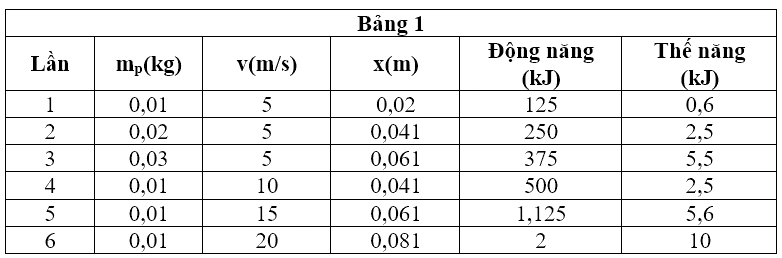 Bảng 1
Lần mp(kg) v(m/s) x(m) Động năng (kJ) Thế năng (kJ)
1 0,01 5 0,02 125 0,6
2 0,02 5 0,041 250 2,5
3 0,03 5 0,061 375 5,5
4 0,01 10 0,041 500 2,5
5 0,01 15 0,061 1,125 5,6
6 0,01 20 0,081 2 10